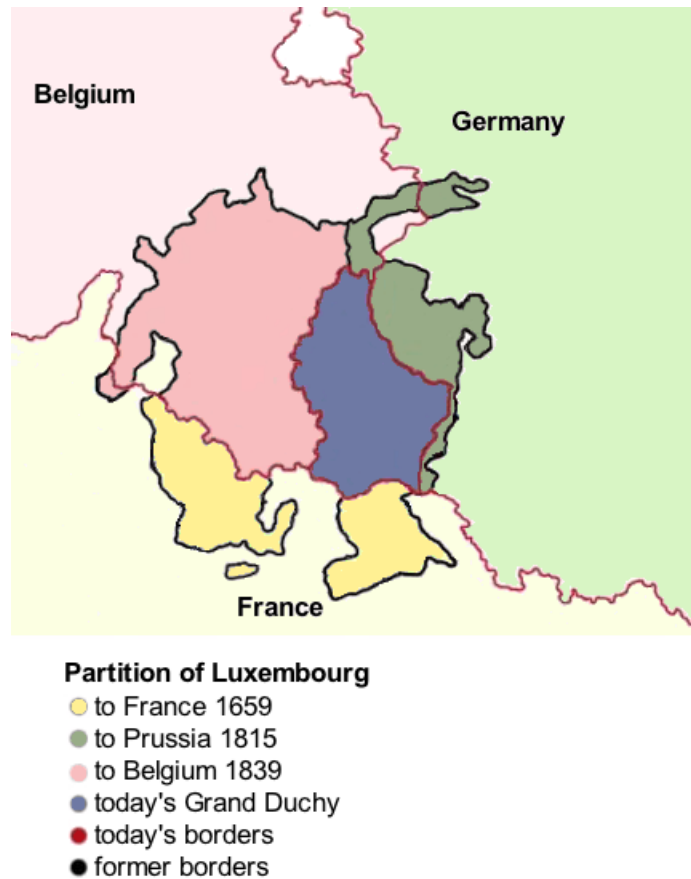 Belgium
Germany
France
Partition of Luxembourg
to France 1659
to Prussia 1815
to Belgium 1839
today's Grand Duchy
today's borders
former borders